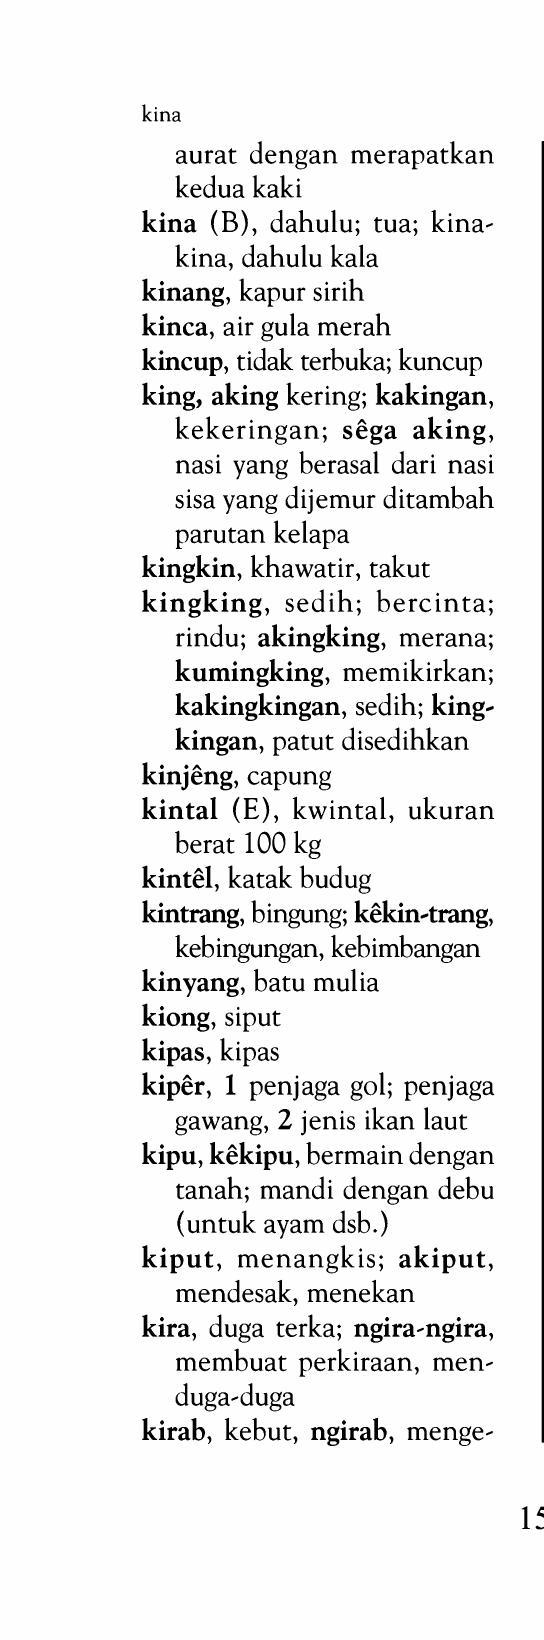 kina
aurat dengan merapatkan
kedua kaki
kina (B), dahulu; tua; kina-
kina, dahulu kala
kinang, kapur sirih
kinca, air gula merah
kincup, tidak terbuka; kuncup
king, aking kering; kakingan,
kekeringan; sêga aking,
nasi yang berasal dari nasi
sisa yang dijemur ditambah
parutan kelapa
kingkin, khawatir, takut
kingking, sedih; bercinta;
rindu; akingking, merana;
kumingking, memikirkan;
kakingkingan, sedih; king-
kingan, patut disedihkan
kinjêng, capung
kintal (E), kwintal, ukuran
berat 100 kg
kintêl, katak budug
kintrang, bingung; kêkin-trang,
kebingungan, kebimbangan
kinyang, batu mulia
kiong, siput
kipas, kipas
kipêr, 1 penjaga gol; penjaga
gawang, 2 jenis ikan laut
kipu, kêkipu, bermain dengan
tanah; mandi dengan debu
(untuk ayam dsb.)
kiput, menangkis; akiput,
mendesak, menekan
kira, duga terka; ngira-ngira,
membuat perkiraan, men-
duga-duga
kirab, kebut, ngirab, menge-